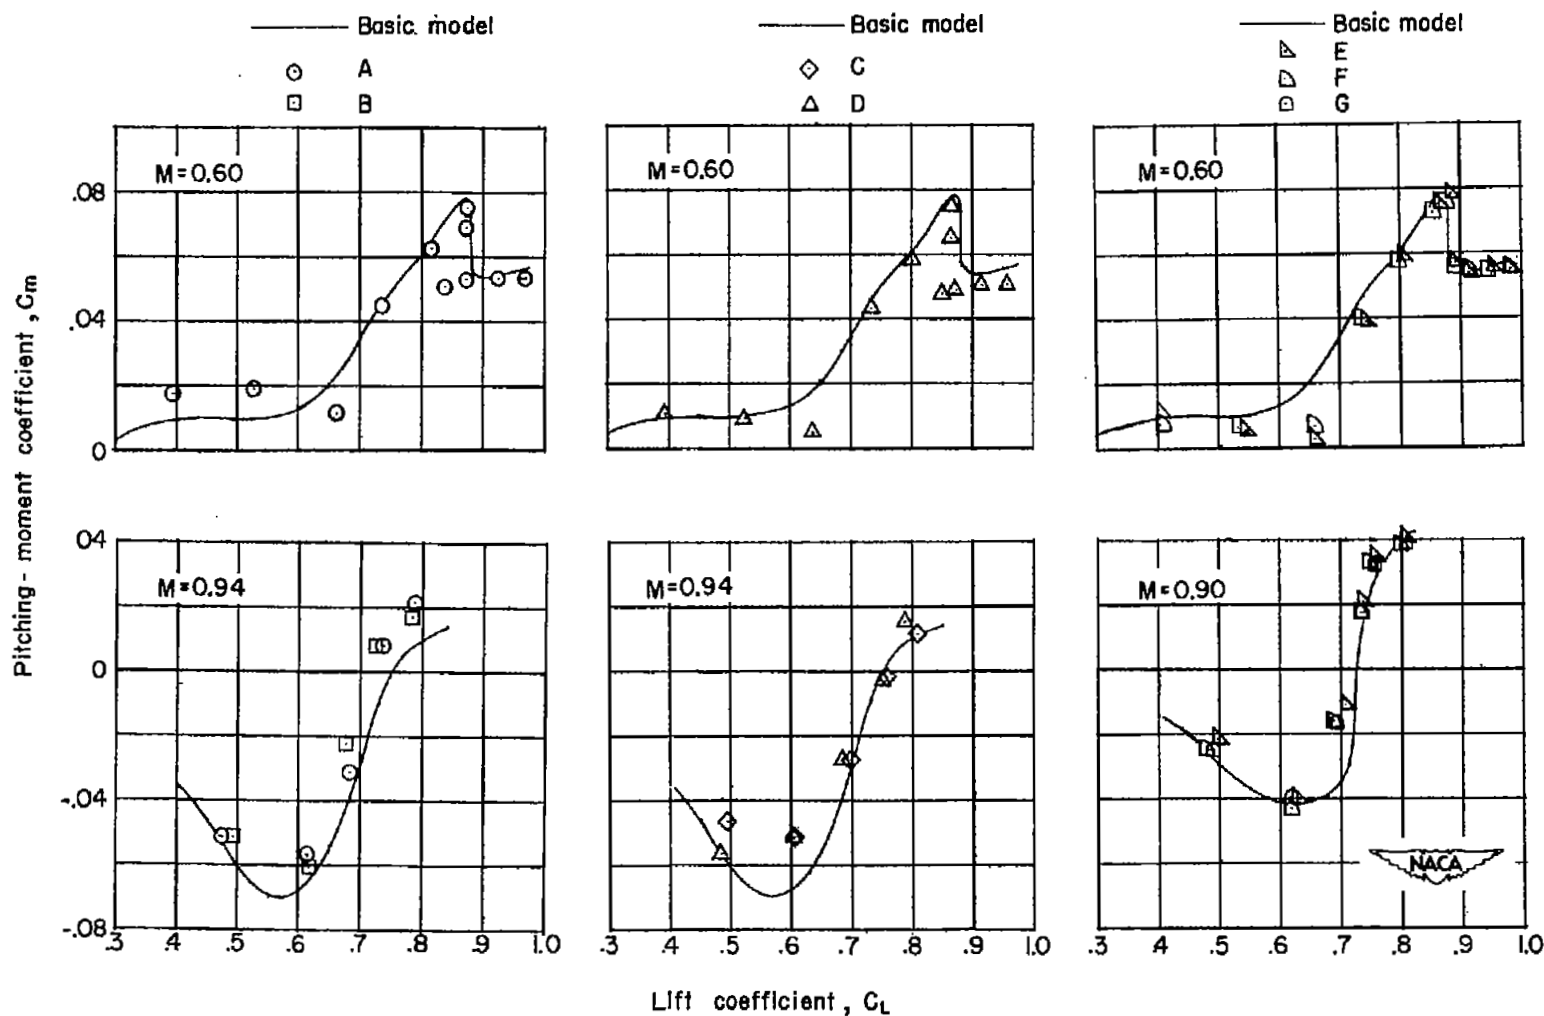 Basic. model
A
B
Basic model
C
D
Basic model
E
F
G
M=0.60
M=0.60
M=0.60
.08
.04
0
Pitching-moment coefficient, Cm
M=0.94
M=0.94
M=0.90
04
0
-.04
-.08
NACA
.3 .4 .5 .6 .7 .8 .9 1.0
.3 .4 .5 .6 .7 .8 .9 1.0
.3 .4 .5 .6 .7 .8 .9 1.0
Lift coefficient, CL